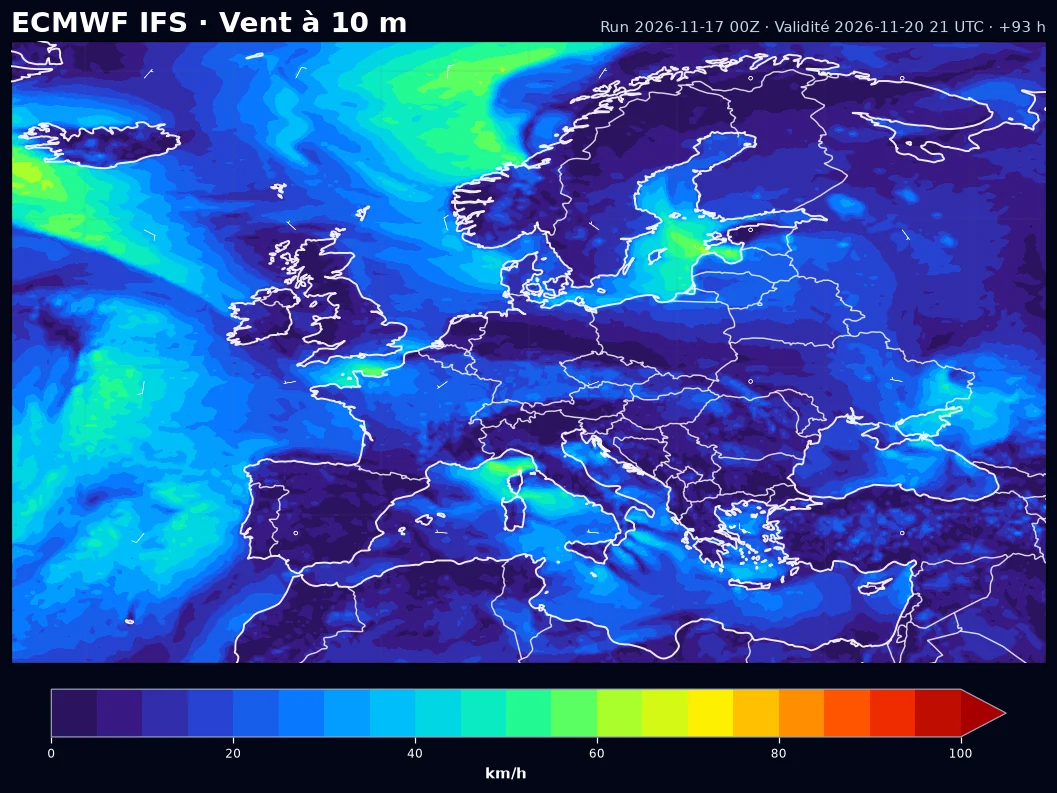 ECMWF IFS · Vent à 10 m
Run 2026-11-17 00Z · Validité 2026-11-20 21 UTC · +93 h
0 20 40 60 80 100
km/h